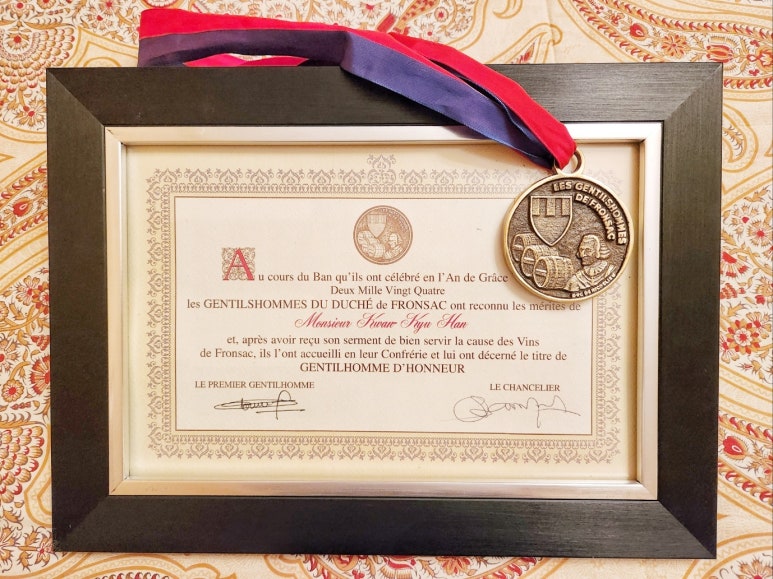 LES GENTILSHOMMES
DE FRONSAC
Au cours du Ban qu'ils ont célébré en l'An de Grâce
Deux Mille Vingt Quatre
les GENTILSHOMMES DU DUCHÉ de FRONSAC ont reconnu les mérites de
Monsieur Kwaw Kyu Han
et, après avoir reçu son serment de bien servir la cause des Vins
de Fronsac, ils l'ont accueilli en leur Confrérie et lui ont décerné le titre de
GENTILHOMME D'HONNEUR
LE PREMIER GENTILHOMME
LE CHANCELIER